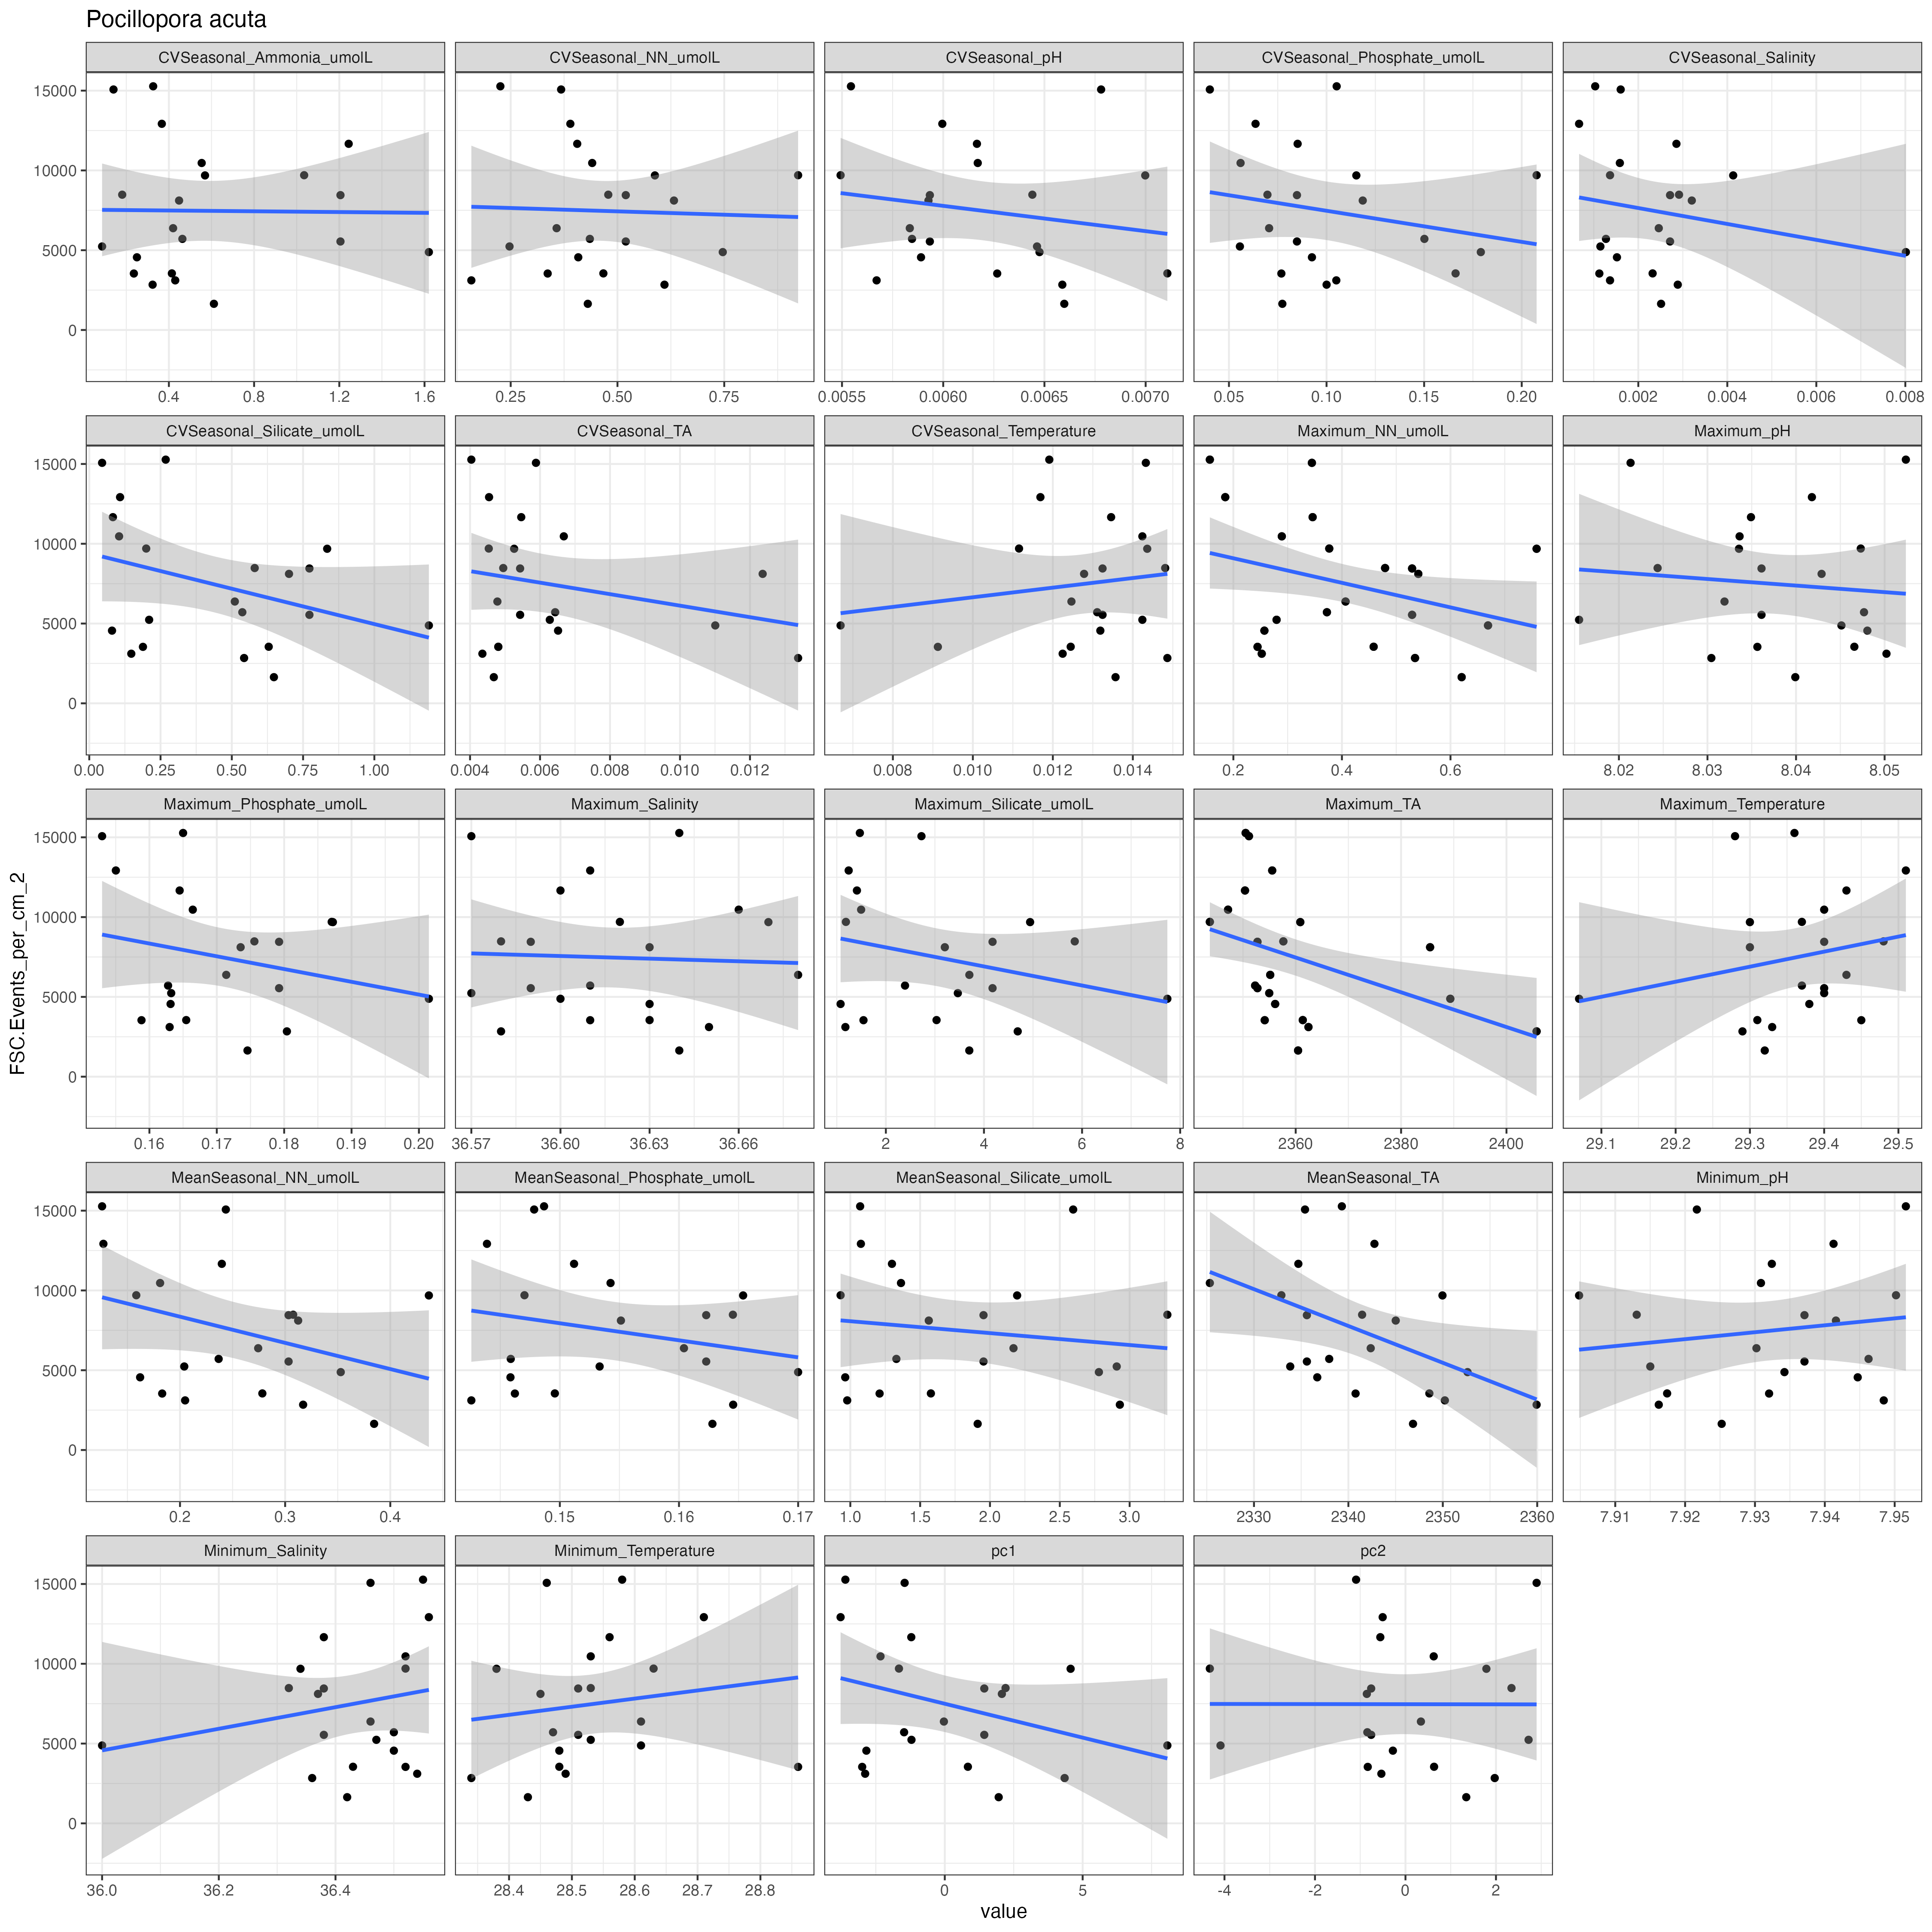 Pocillopora acuta
CVSeasonal_Ammonia_umolL CVSeasonal_NN_umolL CVSeasonal_pH CVSeasonal_Phosphate_umolL CVSeasonal_Salinity
15000
10000
5000
0
0.4 0.8 1.2 1.6 0.25 0.50 0.75 0.0055 0.0060 0.0065 0.0070 0.05 0.10 0.15 0.20 0.002 0.004 0.006 0.008
CVSeasonal_Silicate_umolL CVSeasonal_TA CVSeasonal_Temperature Maximum_NN_umolL Maximum_pH
15000
10000
5000
0
0.00 0.25 0.50 0.75 1.00 0.004 0.006 0.008 0.010 0.012 0.008 0.010 0.012 0.014 0.2 0.4 0.6 8.02 8.03 8.04 8.05
Maximum_Phosphate_umolL Maximum_Salinity Maximum_Silicate_umolL Maximum_TA Maximum_Temperature
15000
10000
5000
0
FSC.Events_per_cm_2
0.16 0.17 0.18 0.19 0.20 36.57 36.60 36.63 36.66 2 4 6 8 2360 2380 2400 29.1 29.2 29.3 29.4 29.5
MeanSeasonal_NN_umolL MeanSeasonal_Phosphate_umolL MeanSeasonal_Silicate_umolL MeanSeasonal_TA Minimum_pH
15000
10000
5000
0
0.2 0.3 0.4 0.15 0.16 0.17 1.0 1.5 2.0 2.5 3.0 2330 2340 2350 2360 7.91 7.92 7.93 7.94 7.95
Minimum_Salinity Minimum_Temperature pc1 pc2
15000
10000
5000
0
36.0 36.2 36.4 28.4 28.5 28.6 28.7 28.8 0 5 -4 -2 0 2
value